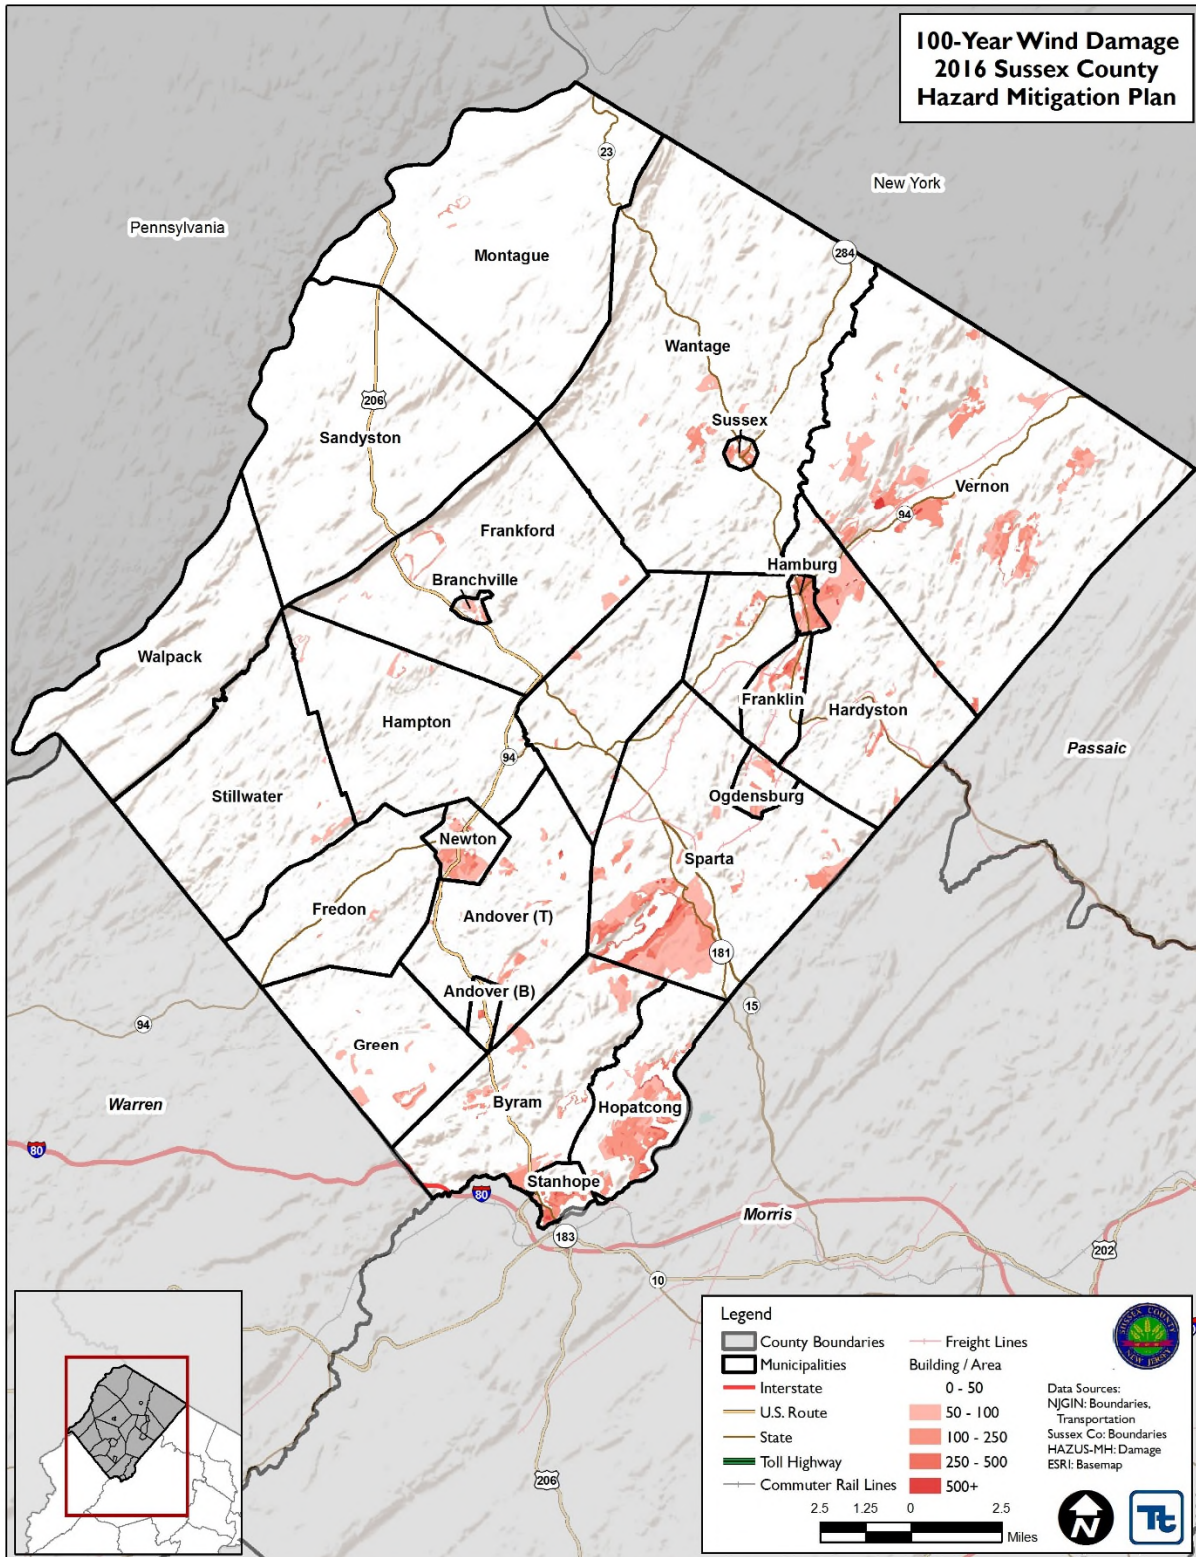 100-Year Wind Damage
2016 Sussex County
Hazard Mitigation Plan
New York
Pennsylvania
23
Montague
284
Wantage
206
Sandyston
Sussex
Vernon
94
Frankford
Hamburg
Branchville
Walpack
Franklin
Hardyston
Hampton
94
Passaic
Stillwater
Ogdensburg
Newton
Sparta
Fredon
Andover (T)
181
Andover (B)
15
94
Green
Warren
Byram
Hopatcong
80
Stanhope
80
Morris
183
202
10
206
Legend
County Boundaries
Municipalities
Interstate
U.S. Route
State
Toll Highway
Commuter Rail Lines
Freight Lines
Building / Area
0 - 50
50 - 100
100 - 250
250 - 500
500+
SUSSEX COUNTY
NEW JERSEY
Data Sources:
NJGIN: Boundaries,
Transportation
Sussex Co: Boundaries
HAZUS-MH: Damage
ESRI: Basemap
2.5 1.25 0 2.5
Miles
N
Tt